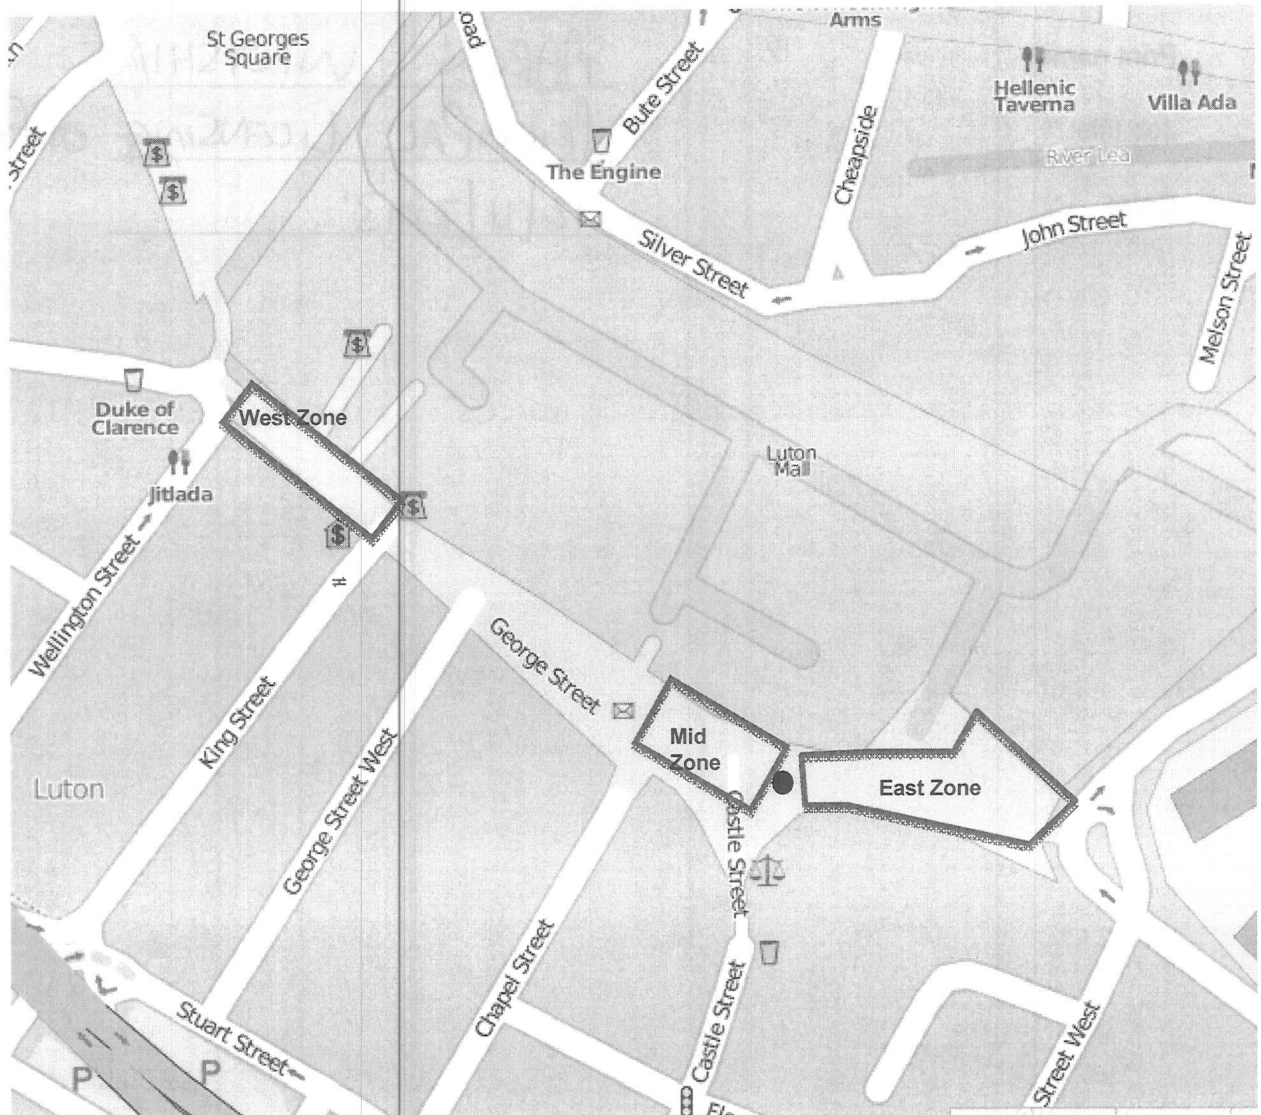 Arms
St Georges
Square
Bute Street
Hellenic
Taverna
Villa Ada
Street
Cheapside
The Engine
River Lea
John Street
Silver Street
Melson Street
Duke of
Clarence
West Zone
Luton
Mall
Jitlada
Wellington Street
George Street
King Street
Mid
Zone
George Street West
Luton
East Zone
Castle Street
Chapel Street
Castle Street
Stuart Street
Street West
P
P